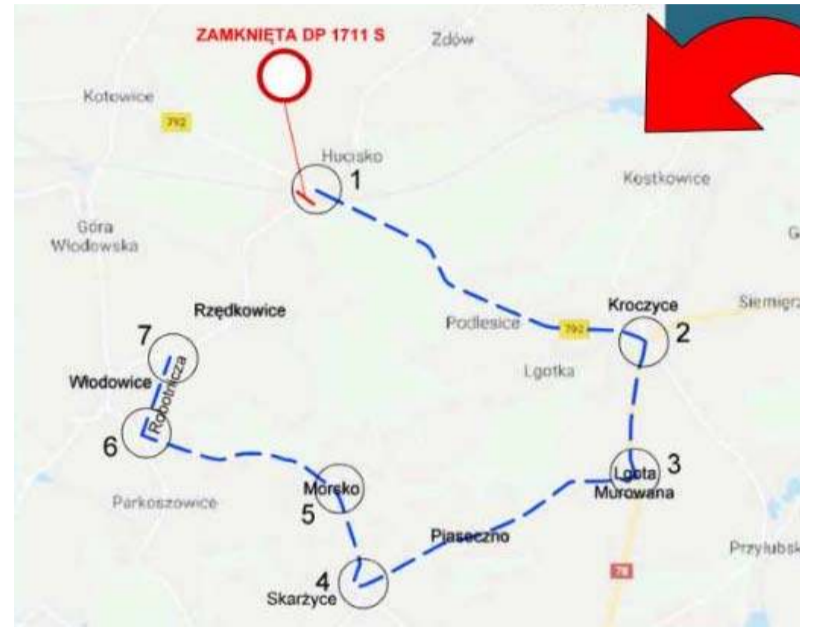 ZAMKNIĘTA DP 1711 S
Zdów
Kotowice
792
Hucisko
1
Kostkowice
Góra
Włodowska
G
Rzędkowice
Kroczyce
Siemięrz
7
Podlesice
792
2
Włodowice
Robotnicza
Lgotka
6
3
Lgota
Murowana
Morsko
5
Parkoszowice
Piaseczno
Przyłubsk
4
78
Skarżyce